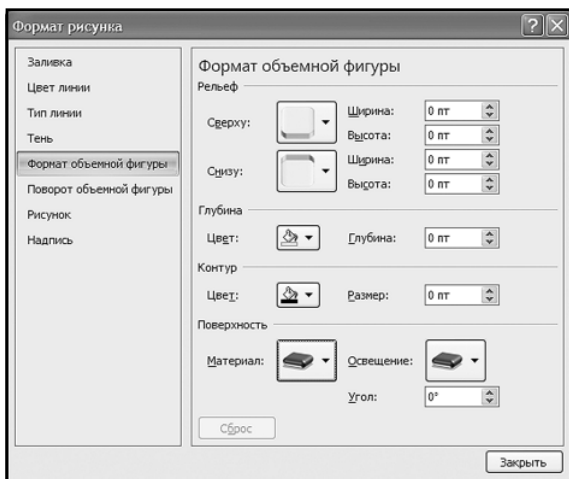 Формат рисунка
Заливка
Цвет линии
Тип линии
Тень
Формат объемной фигуры
Поворот объемной фигуры
Рисунок
Надпись
Формат объемной фигуры
Рельеф
Сверху:
Ширина: 0 пт
Высота: 0 пт
Снизу:
Ширина: 0 пт
Высота: 0 пт
Глубина
Цвет: Глубина: 0 пт
Контур
Цвет: Размер: 0 пт
Поверхность
Материал: Освещение:
Угол: 0°
Сброс
Закрыть